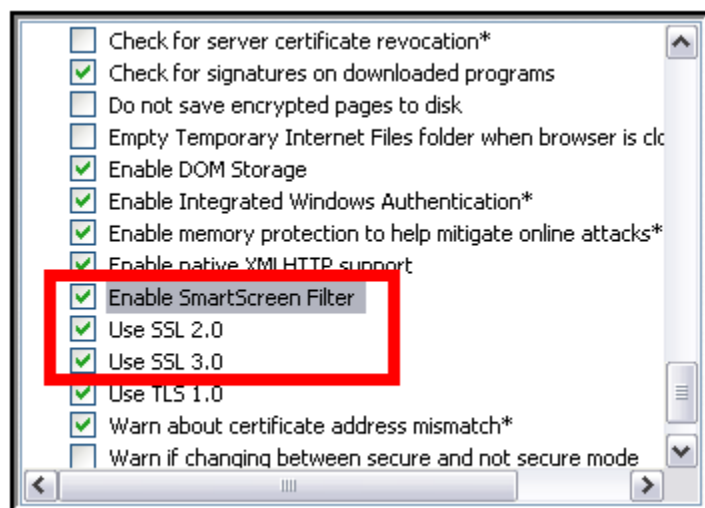 Check for server certificate revocation*
Check for signatures on downloaded programs
Do not save encrypted pages to disk
Empty Temporary Internet Files folder when browser is clo
Enable DOM Storage
Enable Integrated Windows Authentication*
Enable memory protection to help mitigate online attacks*
Enable native XMLHTTP support
Enable SmartScreen Filter
Use SSL 2.0
Use SSL 3.0
Use TLS 1.0
Warn about certificate address mismatch*
Warn if changing between secure and not secure mode